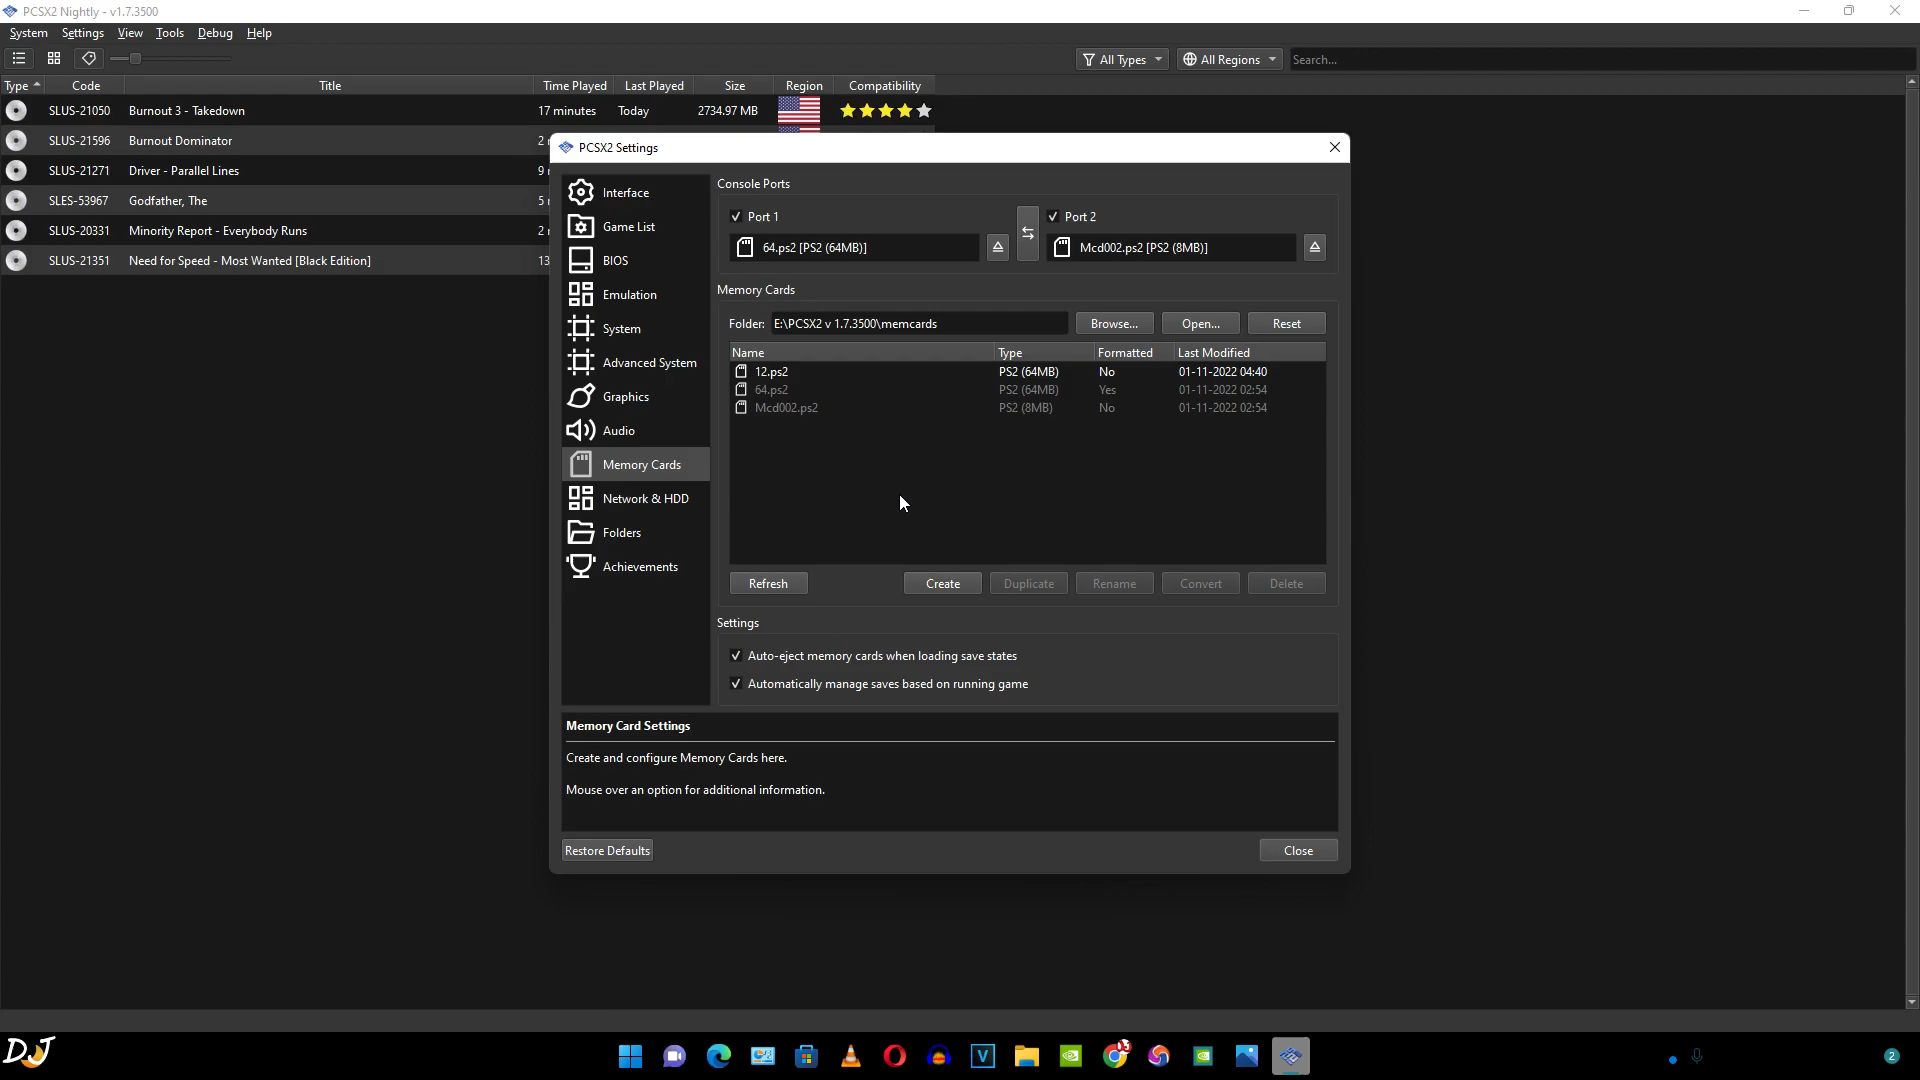 PCSX2 Nightly - v1.7.3500
System Settings View Tools Debug Help
All Types All Regions Search...
Type Code Title Time Played Last Played Size Region Compatibility
SLUS-21050 Burnout 3 - Takedown 17 minutes Today 2734.97 MB
SLUS-21596 Burnout Dominator 2
SLUS-21271 Driver - Parallel Lines 9
SLES-53967 Godfather, The 5
SLUS-20331 Minority Report - Everybody Runs 2
SLUS-21351 Need for Speed - Most Wanted [Black Edition] 13
PCSX2 Settings
Interface
Game List
BIOS
Emulation
System
Advanced System
Graphics
Audio
Memory Cards
Network & HDD
Folders
Achievements
Console Ports
Port 1 Port 2
64.ps2 [PS2 (64MB)] Mcd002.ps2 [PS2 (8MB)]
Memory Cards
Folder: E:\PCSX2 v 1.7.3500\memcards Browse... Open... Reset
Name Type Formatted Last Modified
12.ps2 PS2 (64MB) No 01-11-2022 04:40
64.ps2 PS2 (64MB) Yes 01-11-2022 02:54
Mcd002.ps2 PS2 (8MB) No 01-11-2022 02:54
Refresh Create Duplicate Rename Convert Delete
Settings
Auto-eject memory cards when loading save states
Automatically manage saves based on running game
Memory Card Settings
Create and configure Memory Cards here.
Mouse over an option for additional information.
Restore Defaults Close
DJ
V
3
2